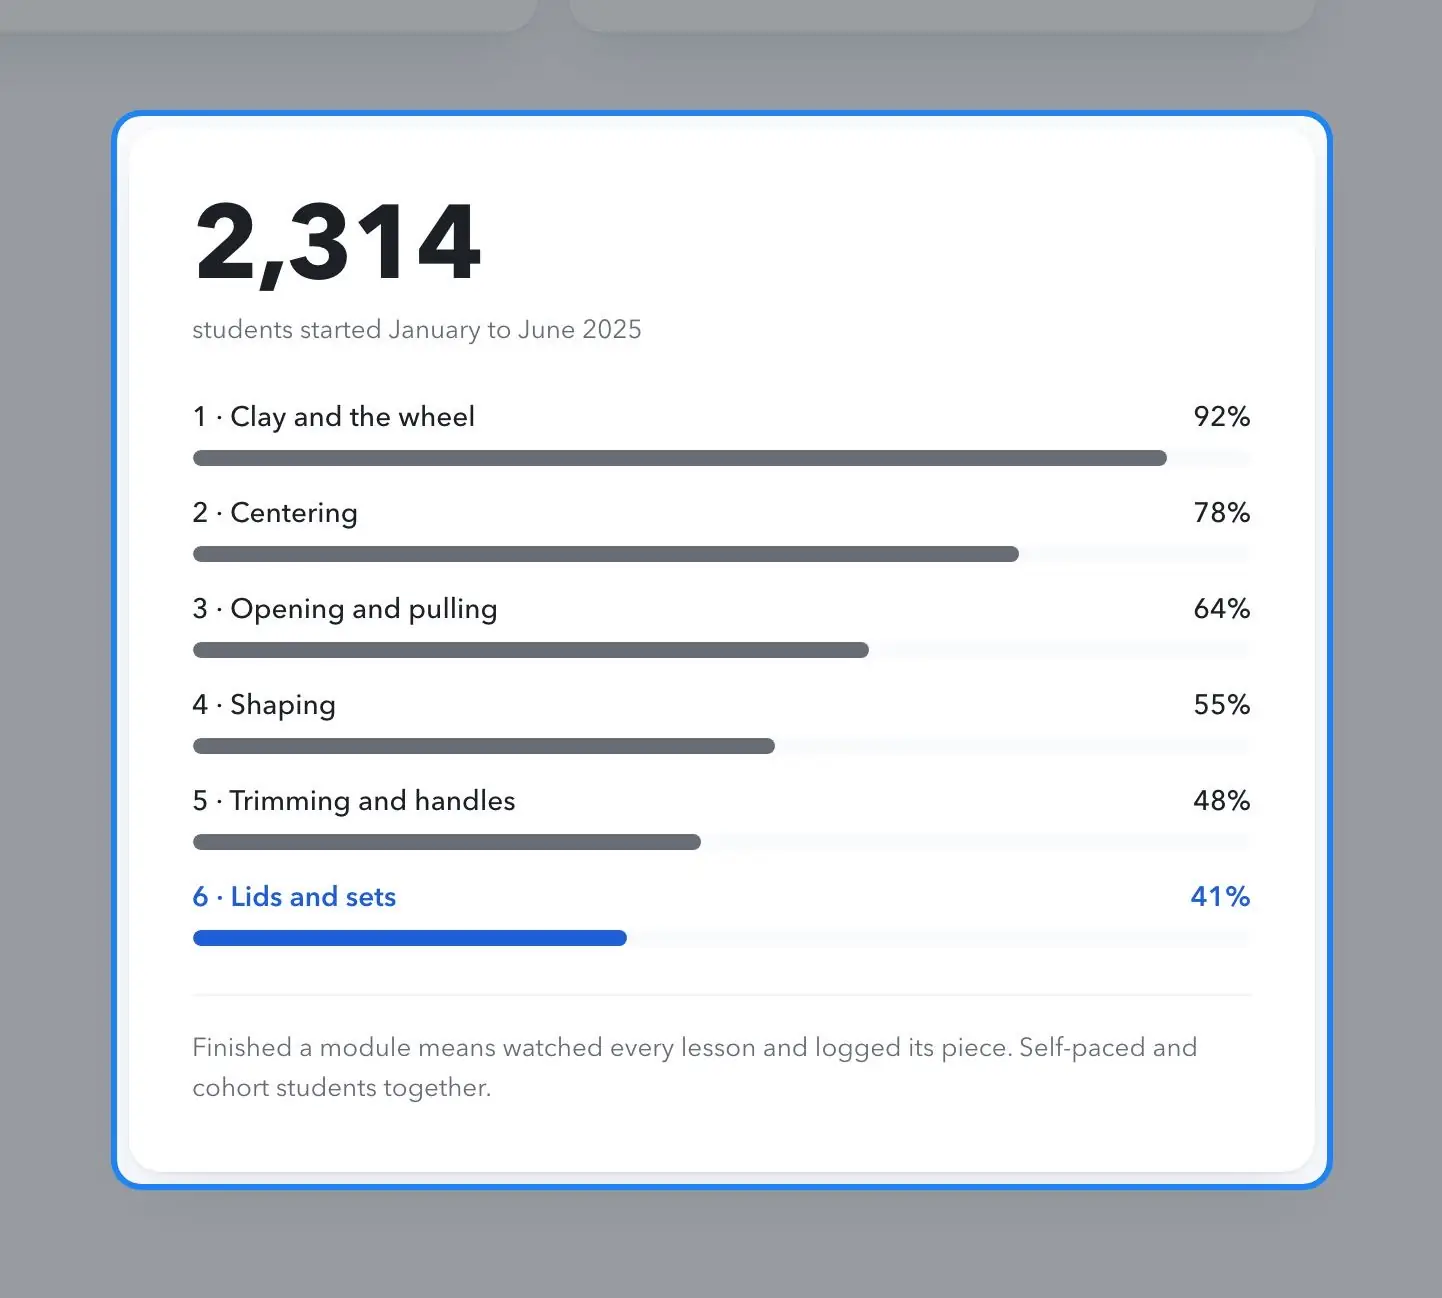 2,314
students started January to June 2025
1 · Clay and the wheel 92%
2 · Centering 78%
3 · Opening and pulling 64%
4 · Shaping 55%
5 · Trimming and handles 48%
6 · Lids and sets 41%
Finished a module means watched every lesson and logged its piece. Self-paced and
cohort students together.